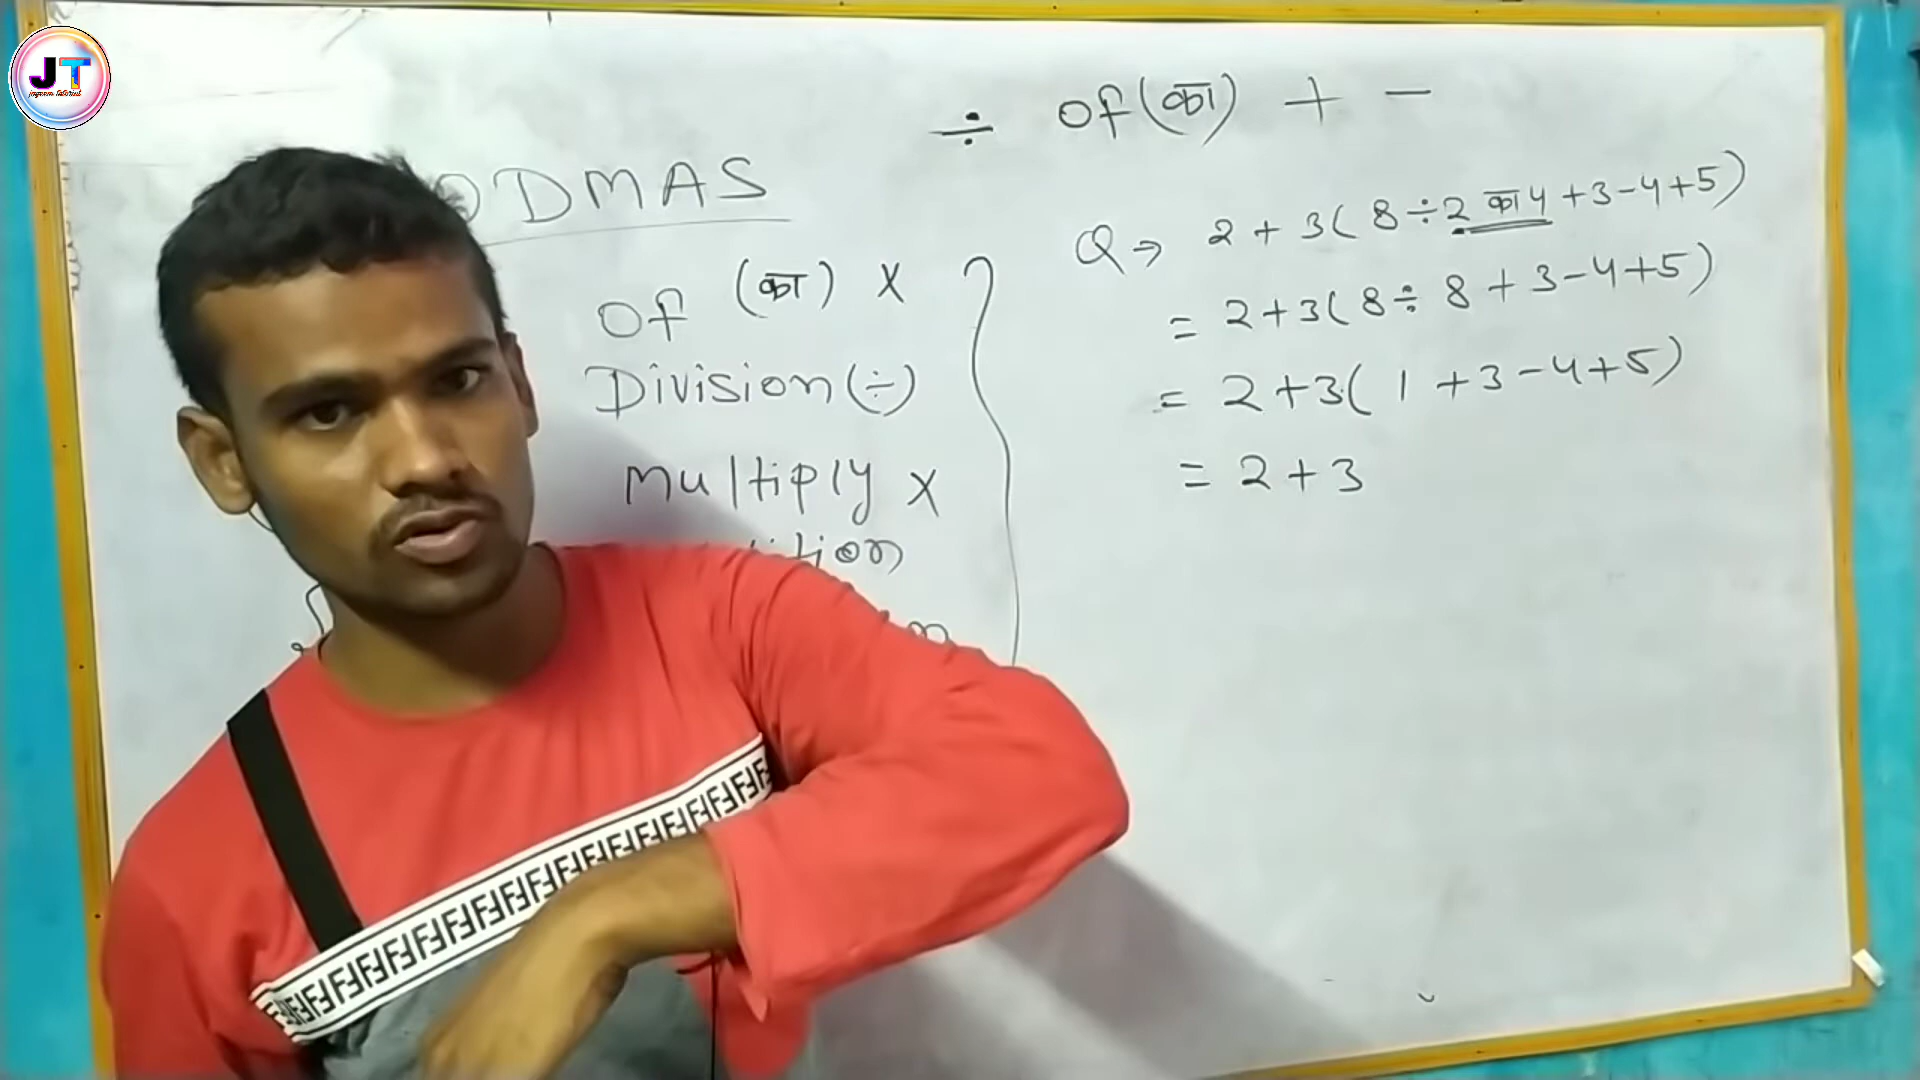 JT
÷ of (का) + -
ODMAS
Of (का) ×
Division (÷)
multiply ×
Q → 2 + 3 ( 8 ÷ 2 का 4 + 3 - 4 + 5 )
= 2 + 3 ( 8 ÷ 8 + 3 - 4 + 5 )
= 2 + 3 ( 1 + 3 - 4 + 5 )
= 2 + 3